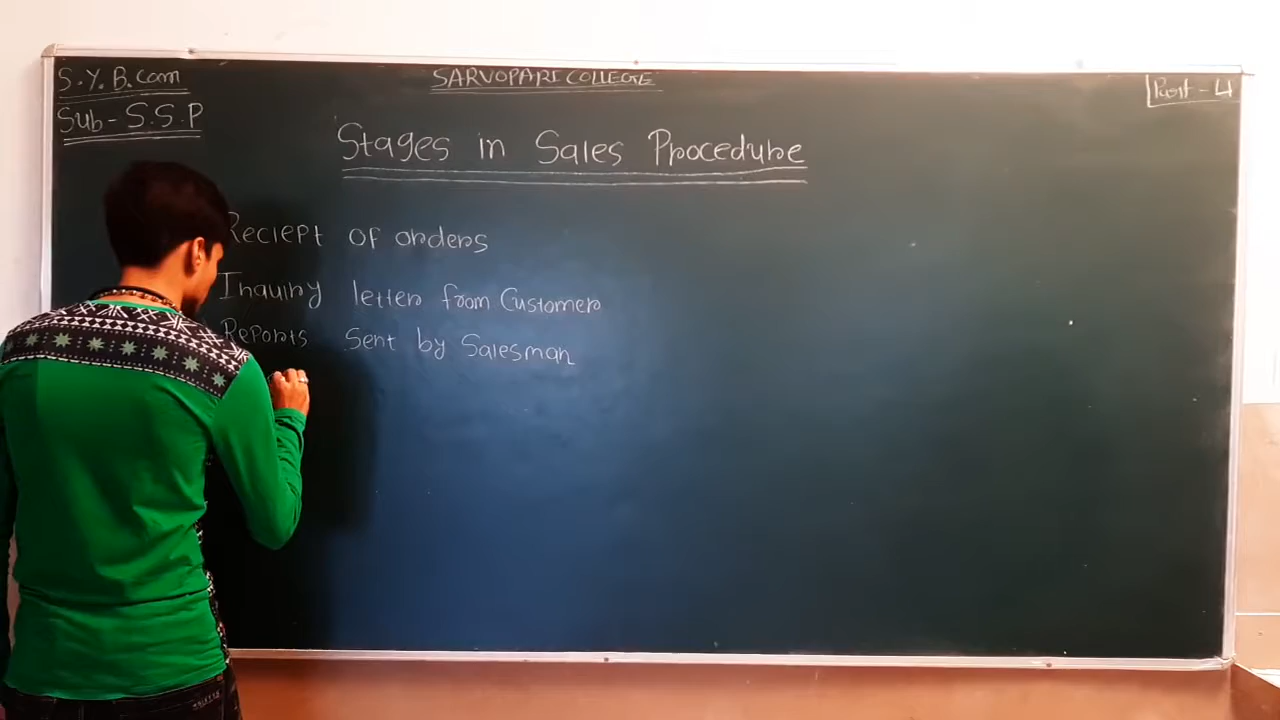 S.Y.B.Com
SARVOPARI COLLEGE
Part - 4
Sub - S.S.P
Stages in Sales Procedure
Reciept of orders
Inquiry letter from Customer
Reports Sent by Salesman